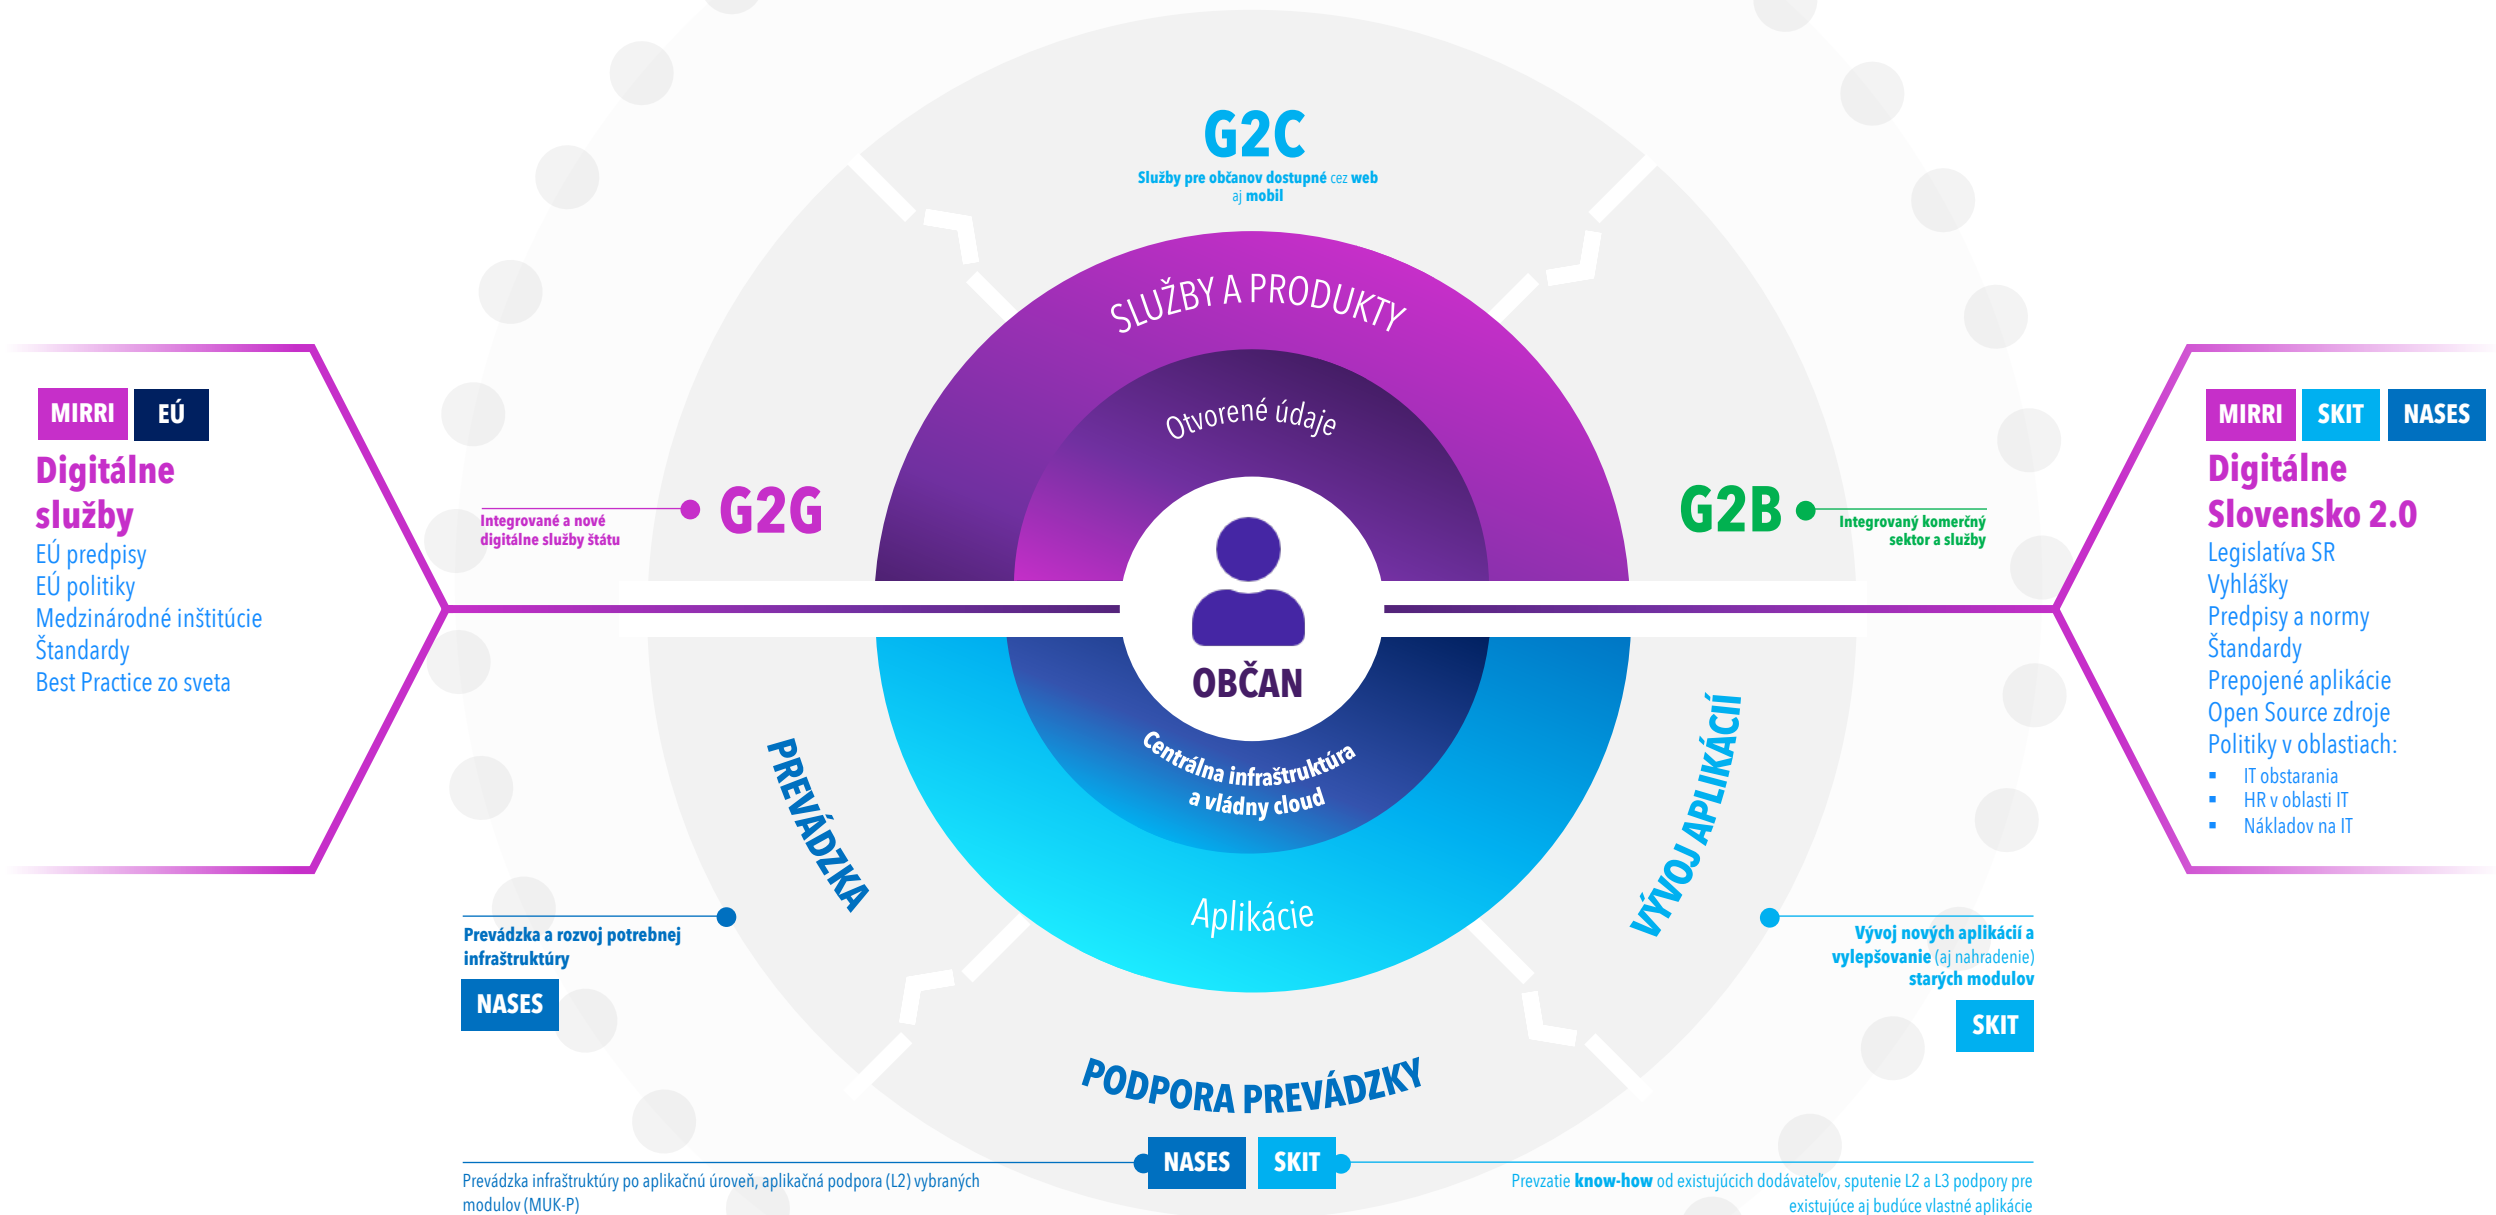 G2C
Služby pre občanov dostupné cez web
aj mobil
SLUŽBY A PRODUKTY
Otvorené údaje
MIRRI
EÚ
Digitálne
služby
EÚ predpisy
EÚ politiky
Medzinárodné inštitúcie
Štandardy
Best Practice zo sveta
G2G
Integrované a nové
digitálne služby štátu
G2B
Integrovaný komerčný
sektor a služby
MIRRI
SKIT
NASES
Digitálne
Slovensko 2.0
Legislatíva SR
Vyhlášky
Predpisy a normy
Štandardy
Prepojené aplikácie
Open Source zdroje
Politiky v oblastiach:
▪ IT obstarania
▪ HR v oblasti IT
▪ Nákladov na IT
OBČAN
Centrálna infraštruktúra
a vládny cloud
Aplikácie
PREVÁDZKA
Prevádzka a rozvoj potrebnej
infraštruktúry
NASES
VÝVOJ APLIKÁCIÍ
Vývoj nových aplikácií a
vylepšovanie (aj nahradenie)
starých modulov
SKIT
PODPORA PREVÁDZKY
NASES
SKIT
Prevádzka infraštruktúry po aplikačnú úroveň, aplikačná podpora (L2) vybraných
modulov (MUK-P)
Prevzatie know-how od existujúcich dodávateľov, sputenie L2 a L3 podpory pre
existujúce aj budúce vlastné aplikácie